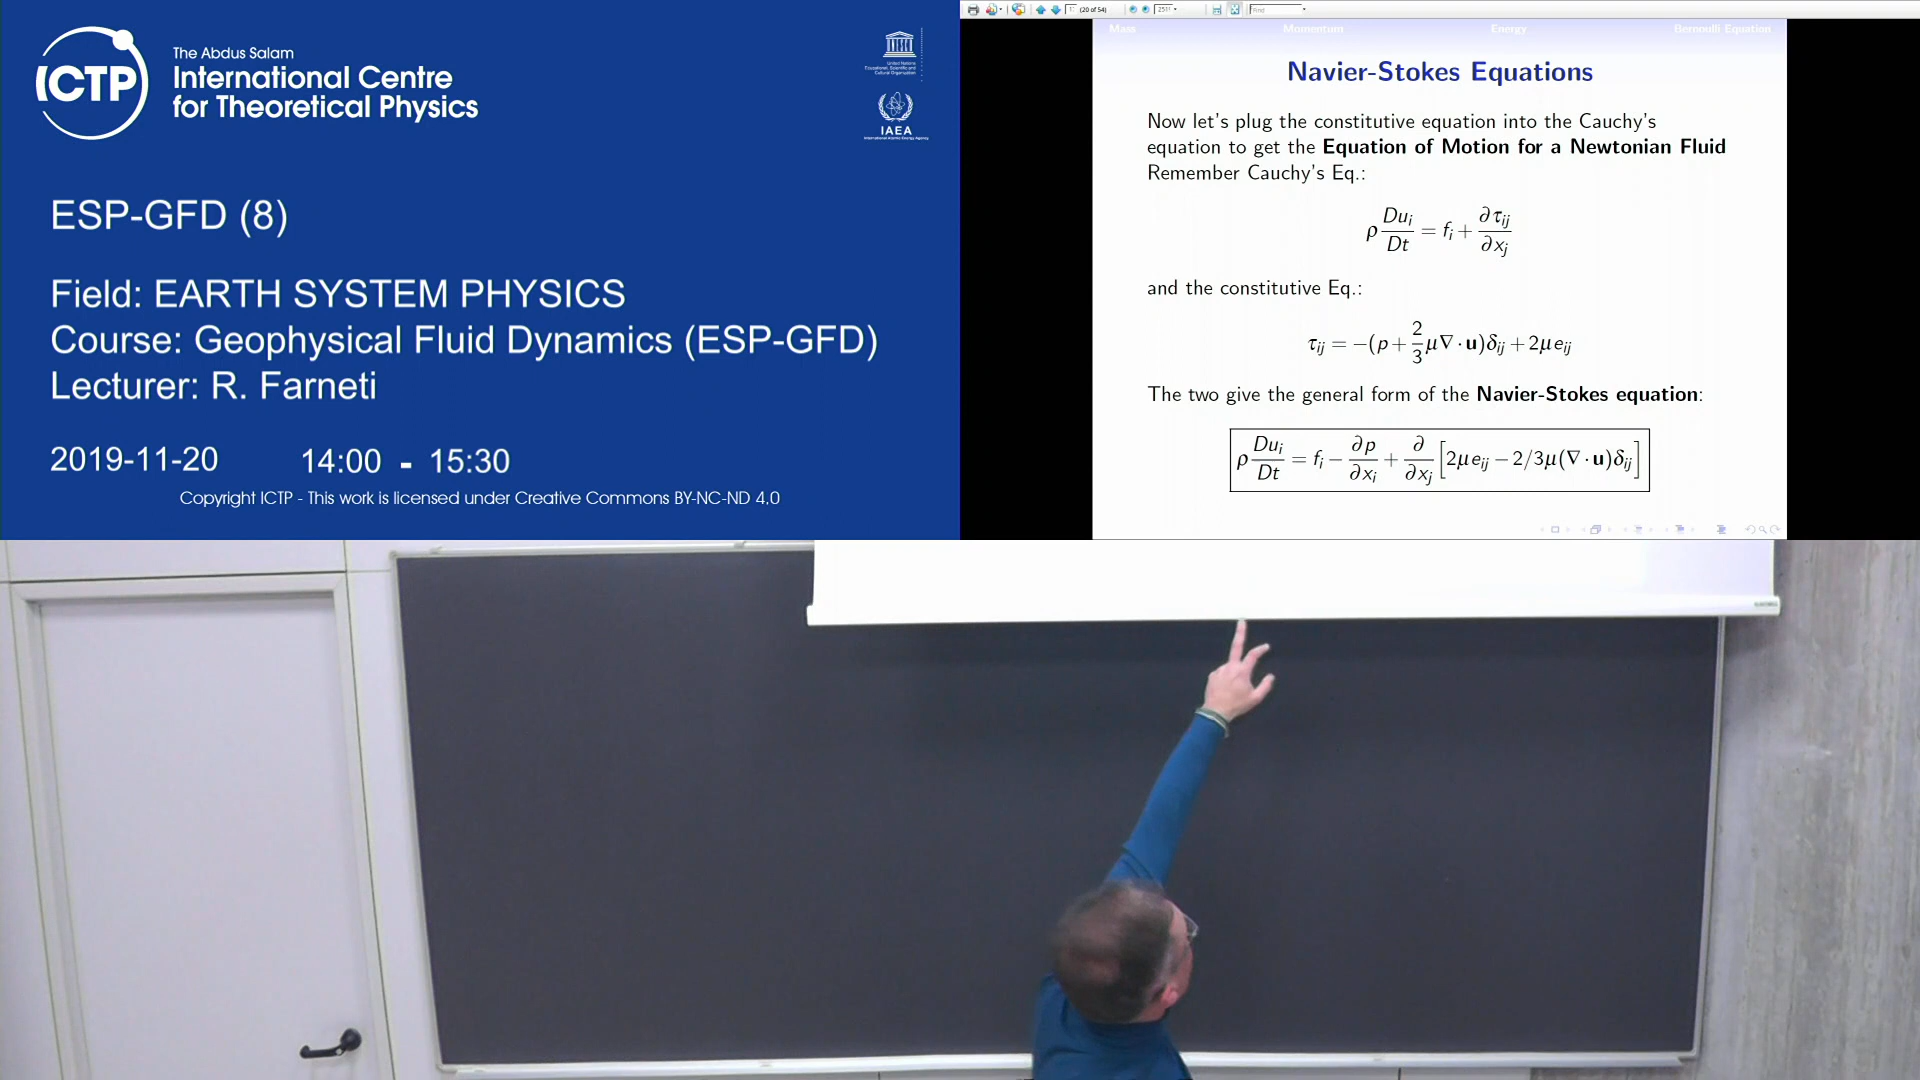 The Abdus Salam
International Centre
for Theoretical Physics
ICTP
IAEA
ESP-GFD (8)
Field: EARTH SYSTEM PHYSICS
Course: Geophysical Fluid Dynamics (ESP-GFD)
Lecturer: R. Farneti
2019-11-20 14:00 - 15:30
Copyright ICTP - This work is licensed under Creative Commons BY-NC-ND 4.0
(20 of 54)
Find
Mass Momentum Energy Bernoulli Equation
Navier-Stokes Equations
Now let's plug the constitutive equation into the Cauchy's
equation to get the Equation of Motion for a Newtonian Fluid
Remember Cauchy's Eq.:
ρ Du_i/Dt = f_i + ∂τ_ij/∂x_j
and the constitutive Eq.:
τ_ij = −(p + 2/3 μ∇·u)δ_ij + 2μe_ij
The two give the general form of the Navier-Stokes equation:
ρ Du_i/Dt = f_i − ∂p/∂x_i + ∂/∂x_j [2μe_ij − 2/3μ(∇·u)δ_ij]